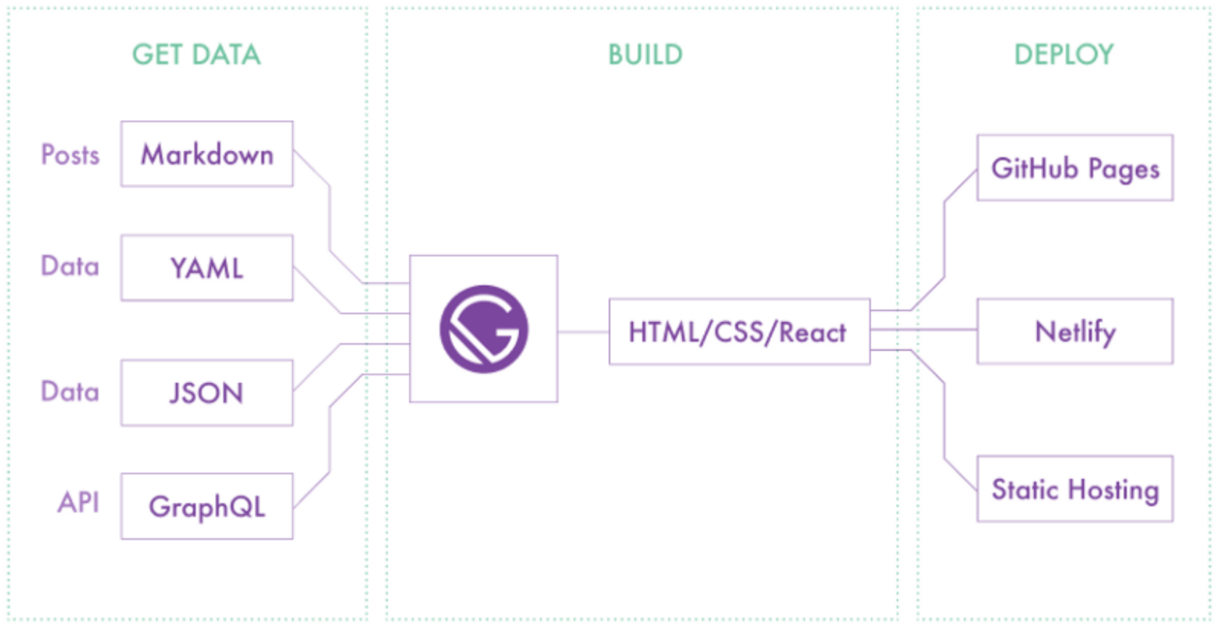 GET DATA
BUILD
DEPLOY
Posts
Markdown
Data
YAML
Data
JSON
API
GraphQL
G
HTML/CSS/React
GitHub Pages
Netlify
Static Hosting